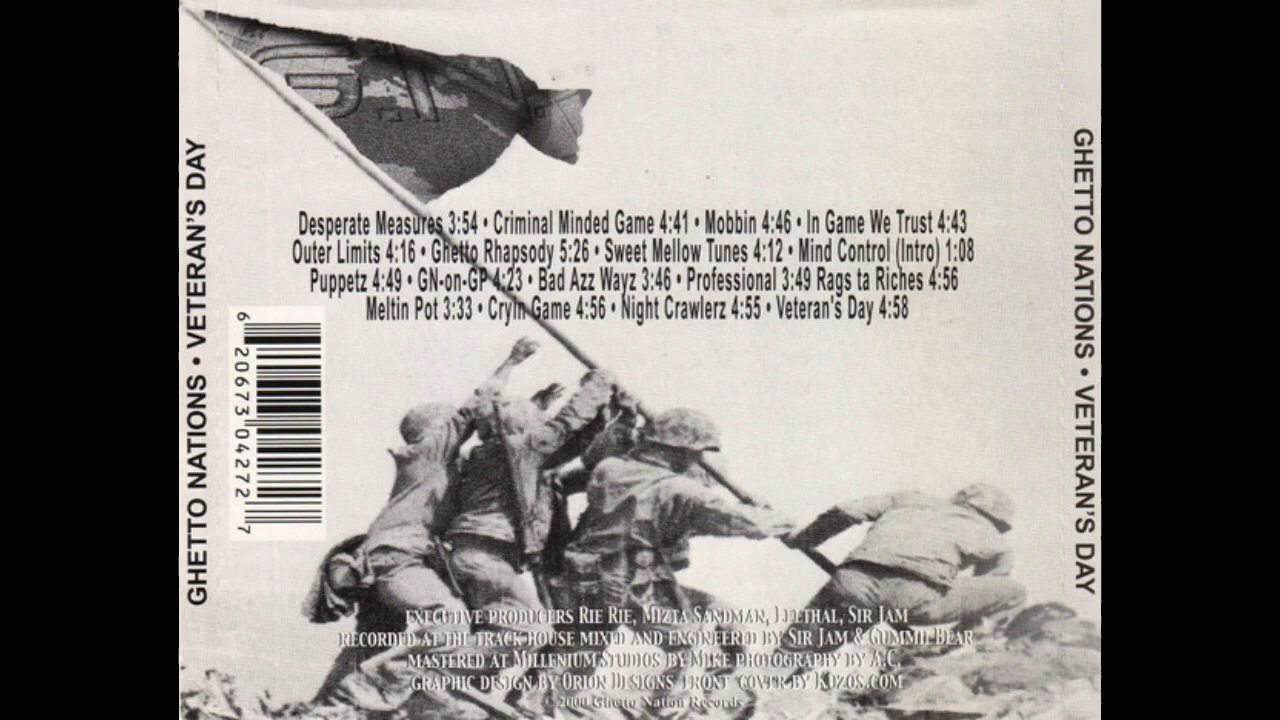 G.N.
GHETTO NATIONS • VETERAN'S DAY
Desperate Measures 3:54 • Criminal Minded Game 4:41 • Mobbin 4:46 • In Game We Trust 4:43
Outer Limits 4:16 • Ghetto Rhapsody 5:26 • Sweet Mellow Tunes 4:12 • Mind Control (Intro) 1:08
Puppetz 4:49 • GN-on-GP 4:23 • Bad Azz Wayz 3:46 • Professional 3:49 Rags ta Riches 4:56
Meltin Pot 3:33 • Cryin Game 4:56 • Night Crawlerz 4:55 • Veteran's Day 4:58
6 20673 04272 7
EXECUTIVE PRODUCERS RIE RIE, MIZTA SANDMAN, LEETHAL, SIR JAM
RECORDED AT THE TRACK HOUSE MIXED AND ENGINEERED BY SIR JAM & GUMMIE BEAR
MASTERED AT MILLENIUM STUDIOS BY MIKE PHOTOGRAPHY BY A.C.
GRAPHIC DESIGN BY ORION DESIGNS FRONT COVER BY KUZOS.COM
© 2000 Ghetto Nation Records
GHETTO NATIONS • VETERAN'S DAY